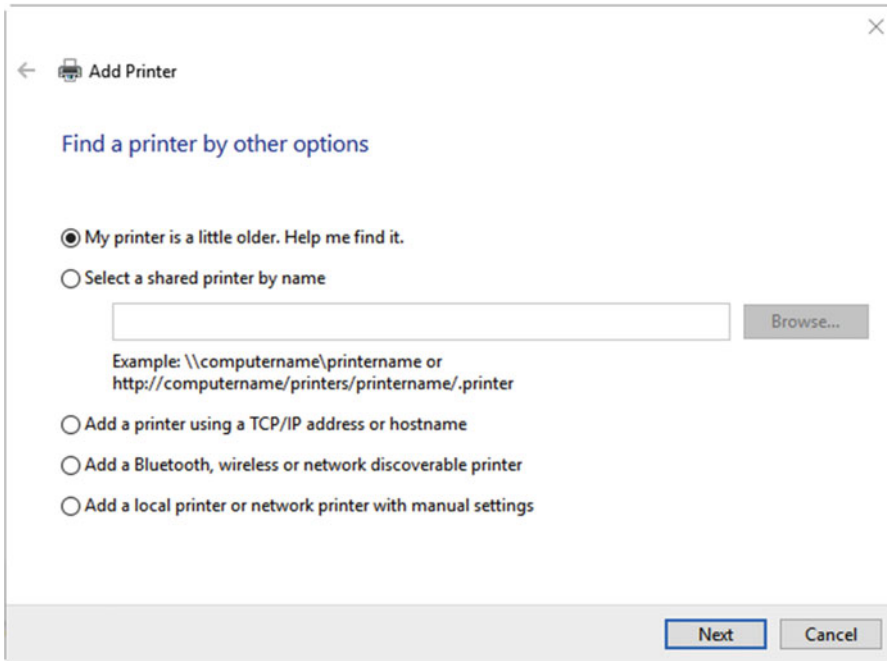 Add Printer
Find a printer by other options
My printer is a little older. Help me find it.
Select a shared printer by name
Browse...
Example: \\computername\printername or
http://computername/printers/printername/.printer
Add a printer using a TCP/IP address or hostname
Add a Bluetooth, wireless or network discoverable printer
Add a local printer or network printer with manual settings
Next Cancel